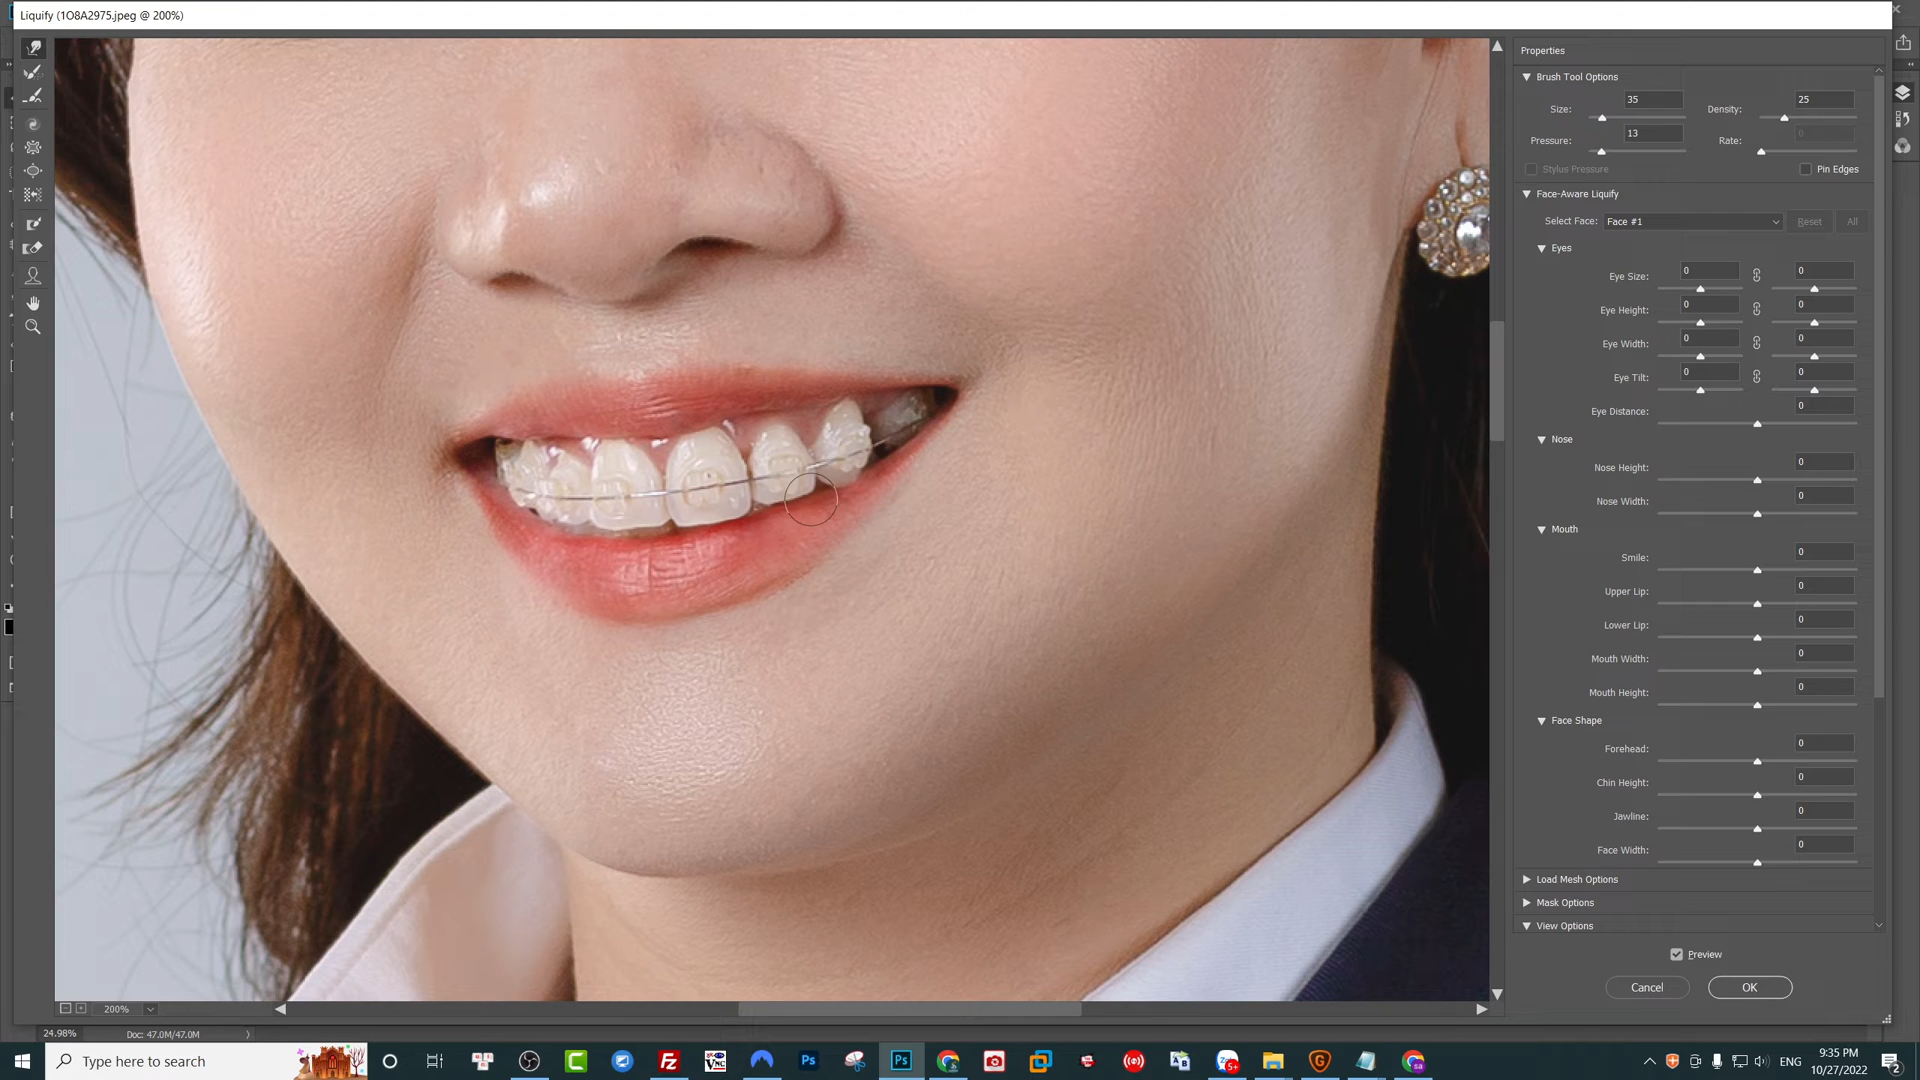 Liquify (1O8A2975.jpeg @ 200%)
Properties
Brush Tool Options
Size: 35 Density: 25
Pressure: 13 Rate: 0
Stylus Pressure Pin Edges
Face-Aware Liquify
Select Face: Face #1 Reset All
Eyes
Eye Size: 0 0
Eye Height: 0 0
Eye Width: 0 0
Eye Tilt: 0 0
Eye Distance: 0
Nose
Nose Height: 0
Nose Width: 0
Mouth
Smile: 0
Upper Lip: 0
Lower Lip: 0
Mouth Width: 0
Mouth Height: 0
Face Shape
Forehead: 0
Chin Height: 0
Jawline: 0
Face Width: 0
Load Mesh Options
Mask Options
View Options
Preview
Cancel OK
200%
24.98% Doc: 47.0M/47.0M
Type here to search
Ps Ps
ENG
9:35 PM
10/27/2022